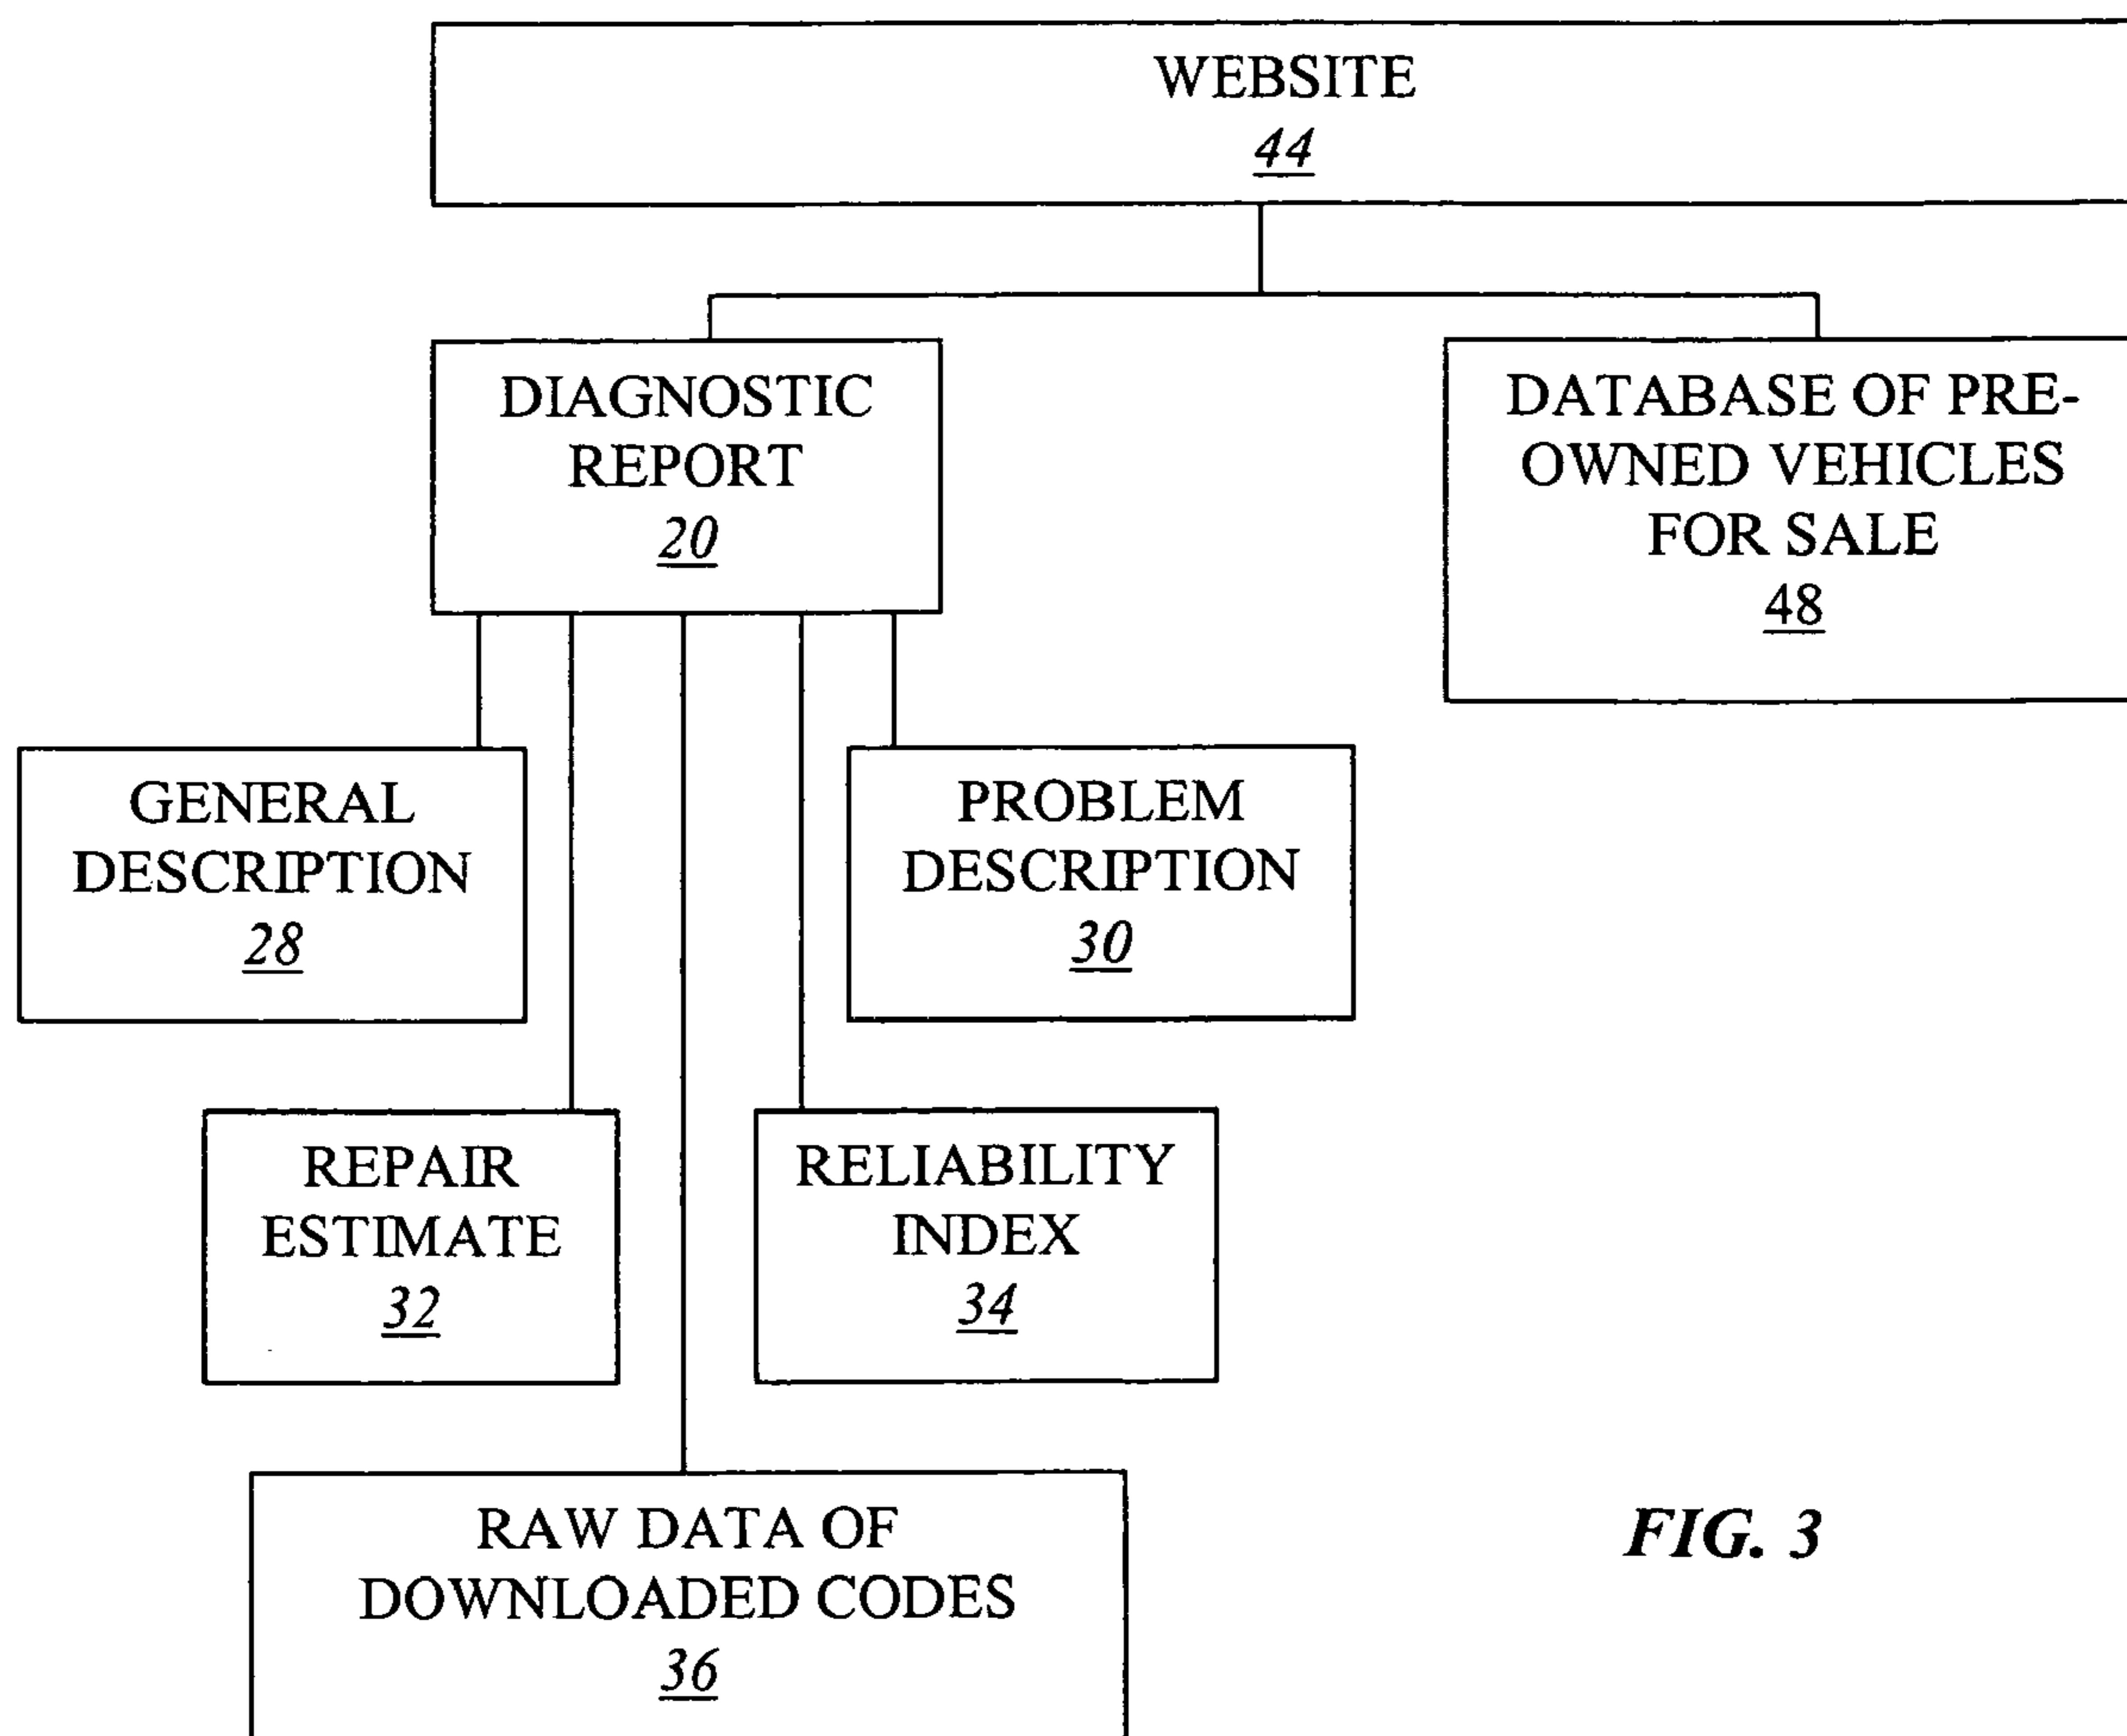 WEBSITE
44
DIAGNOSTIC
REPORT
20
DATABASE OF PRE-
OWNED VEHICLES
FOR SALE
48
GENERAL
DESCRIPTION
28
PROBLEM
DESCRIPTION
30
REPAIR
ESTIMATE
32
RELIABILITY
INDEX
34
RAW DATA OF
DOWNLOADED CODES
36
FIG. 3